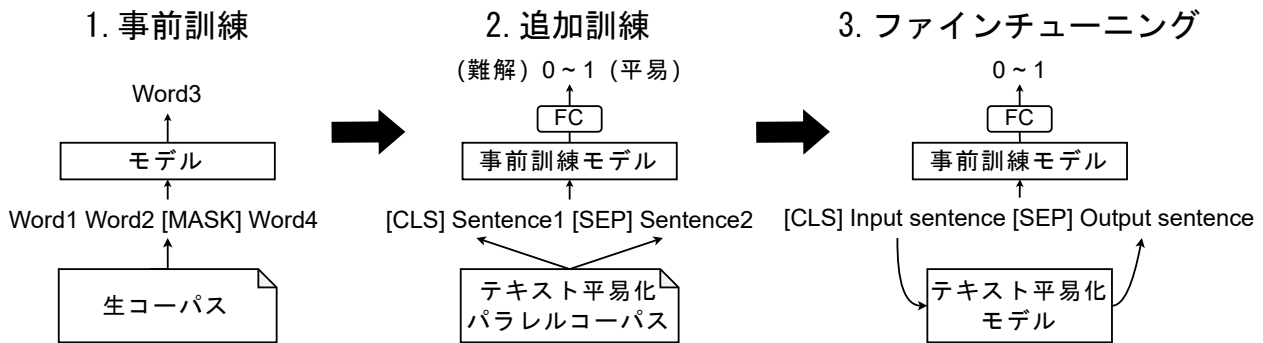 1. 事前訓練
Word3
モデル
Word1 Word2 [MASK] Word4
生コーパス
2. 追加訓練
(難解) 0 ~ 1 (平易)
FC
事前訓練モデル
[CLS] Sentence1 [SEP] Sentence2
テキスト平易化
パラレルコーパス
3. ファインチューニング
0 ~ 1
FC
事前訓練モデル
[CLS] Input sentence [SEP] Output sentence
テキスト平易化
モデル